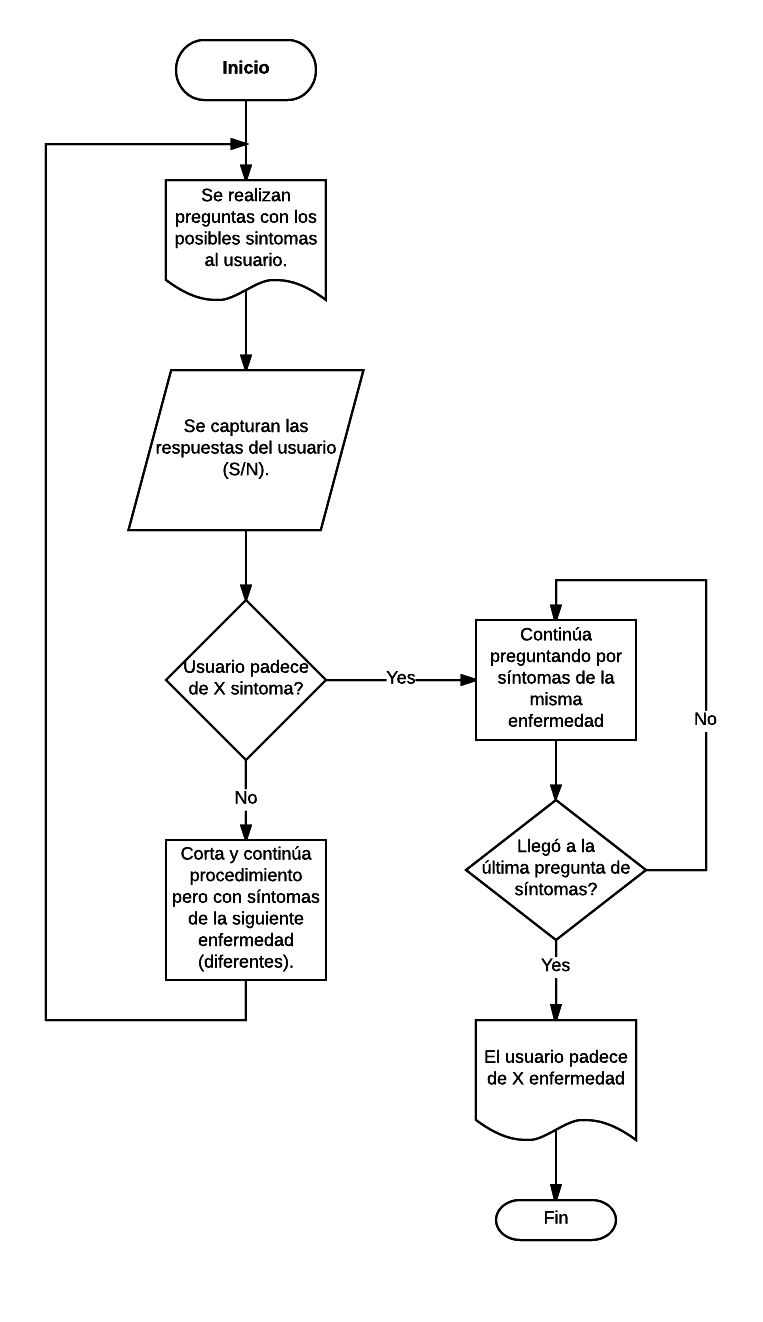 Inicio
Se realizan
preguntas con los
posibles sintomas
al usuario.
Se capturan las
respuestas del usuario
(S/N).
Usuario padece
de X sintoma?
Yes
No
Corta y continúa
procedimiento
pero con síntomas
de la siguiente
enfermedad
(diferentes).
Continúa
preguntando por
síntomas de la
misma
enfermedad
No
Llegó a la
última pregunta de
síntomas?
Yes
El usuario padece
de X enfermedad
Fin